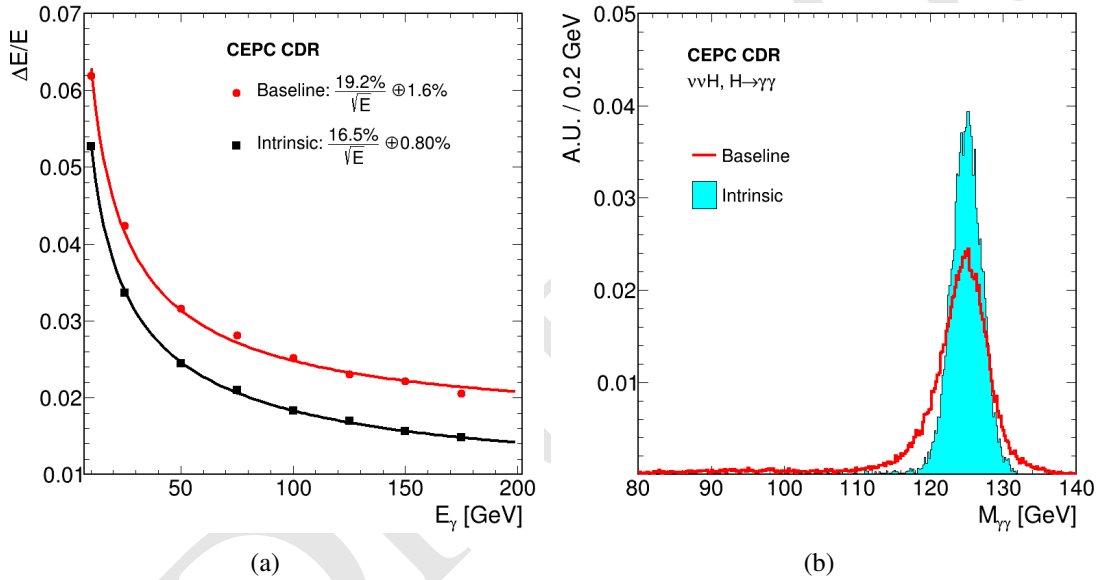 0.07
0.06
0.05
0.04
0.03
0.02
0.01
ΔE/E
CEPC CDR
Baseline: 19.2%/√E ⊕1.6%
Intrinsic: 16.5%/√E ⊕0.80%
50 100 150 200
E_γ [GeV]
(a)
0.05
0.04
0.03
0.02
0.01
A.U. / 0.2 GeV
CEPC CDR
ννH, H→γγ
Baseline
Intrinsic
80 90 100 110 120 130 140
M_γγ [GeV]
(b)